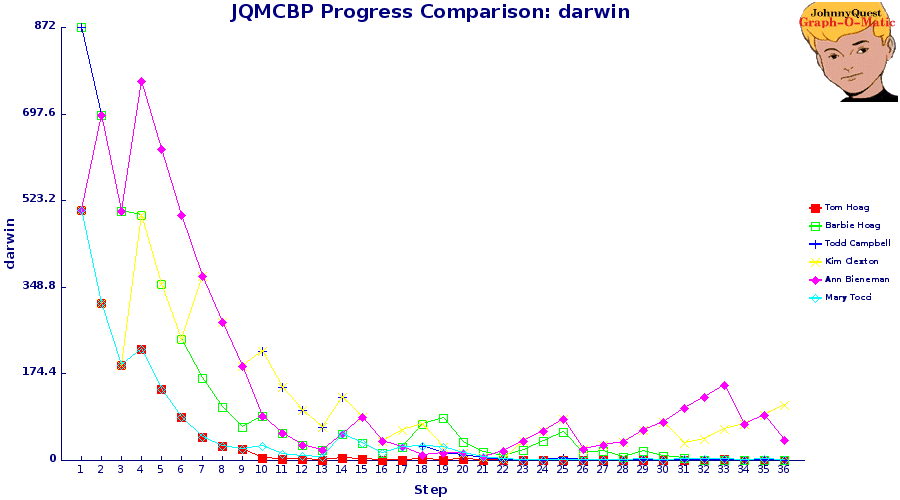 JQMCBP Progress Comparison: darwin
JohnnyQuest
Graph-O-Matic
872
697.6
523.2
348.8
174.4
0
darwin
1 2 3 4 5 6 7 8 9 10 11 12 13 14 15 16 17 18 19 20 21 22 23 24 25 26 27 28 29 30 31 32 33 34 35 36
Step
Tom Hoag
Barbie Hoag
Todd Campbell
Kim Clexton
Ann Bieneman
Mary Tocci